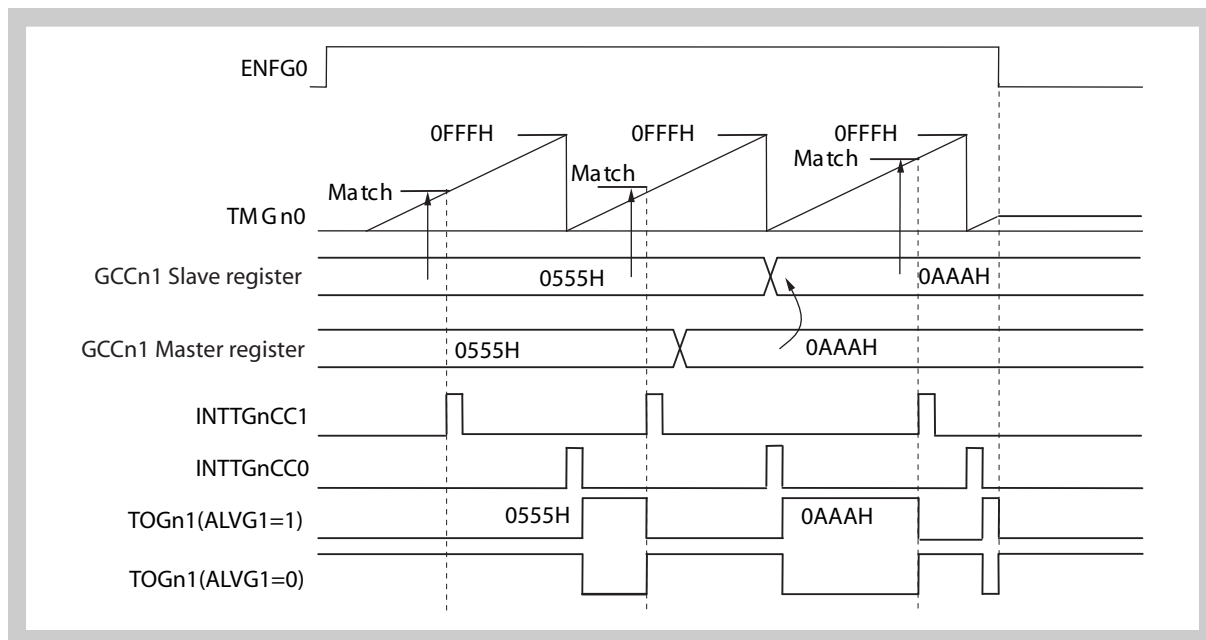 ENFG0
0FFFH 0FFFH 0FFFH
Match Match Match
TMGn0
GCCn1 Slave register 0555H 0AAAH
GCCn1 Master register 0555H 0AAAH
INTTGnCC1
INTTGnCC0
TOGn1(ALVG1=1) 0555H 0AAAH
TOGn1(ALVG1=0)